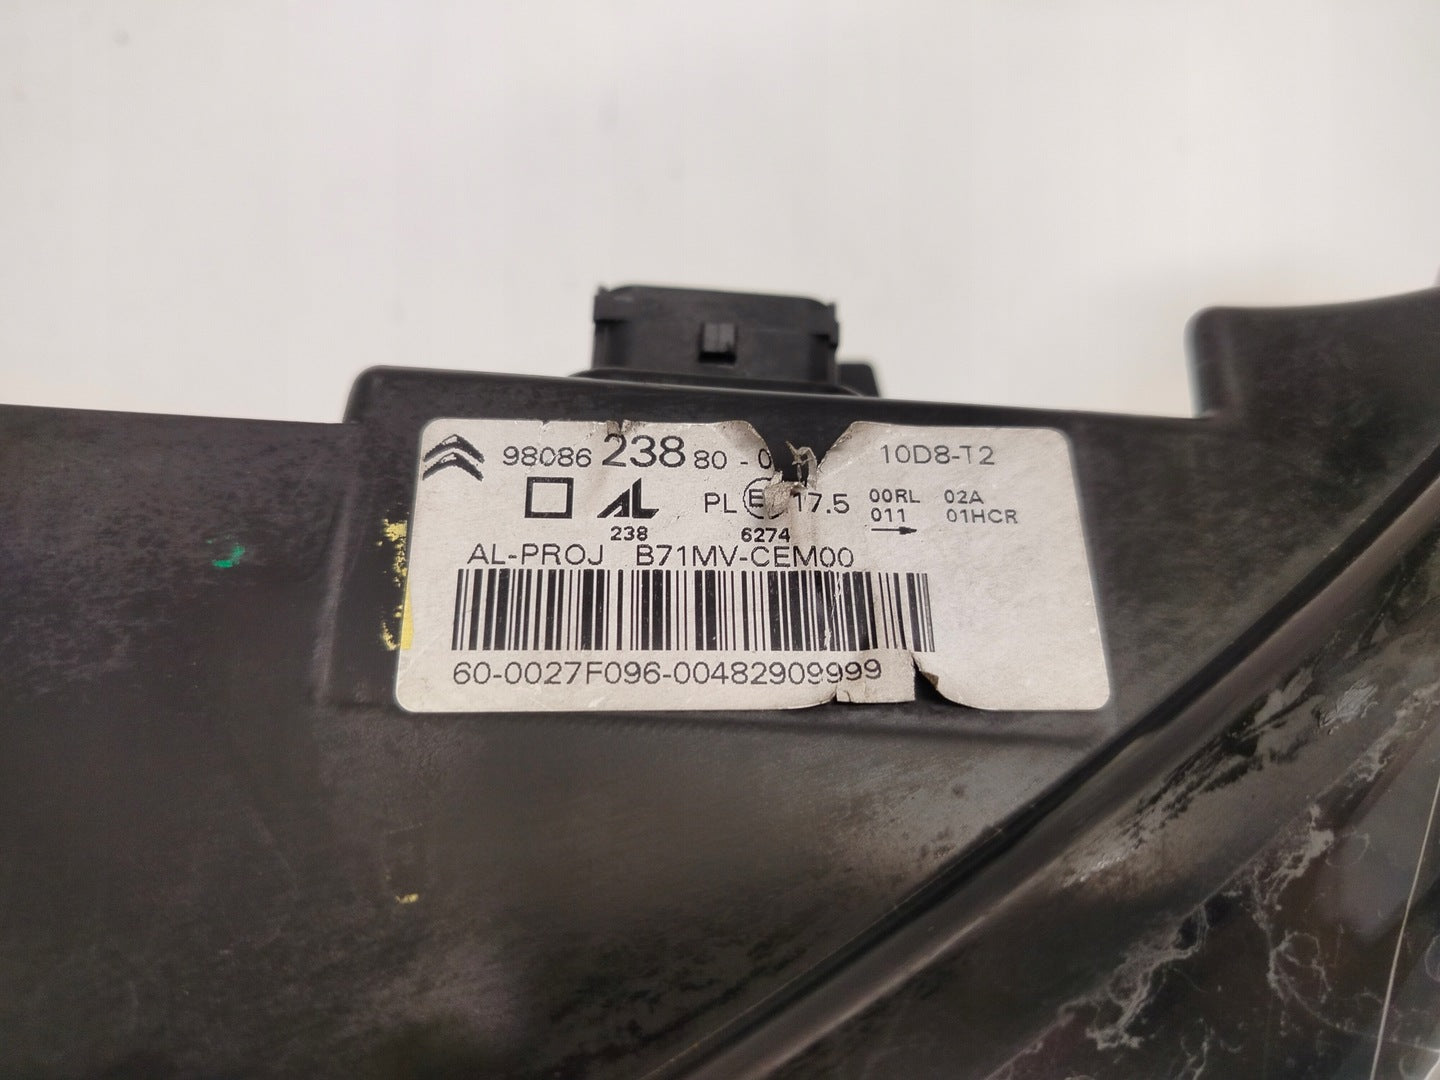 98086 238 80 - 0 10D8-T2
AL PL E 17.5 00RL 02A
238 6274 011 01HCR
AL-PROJ B71MV-CEM00
60-0027F096-00482909999